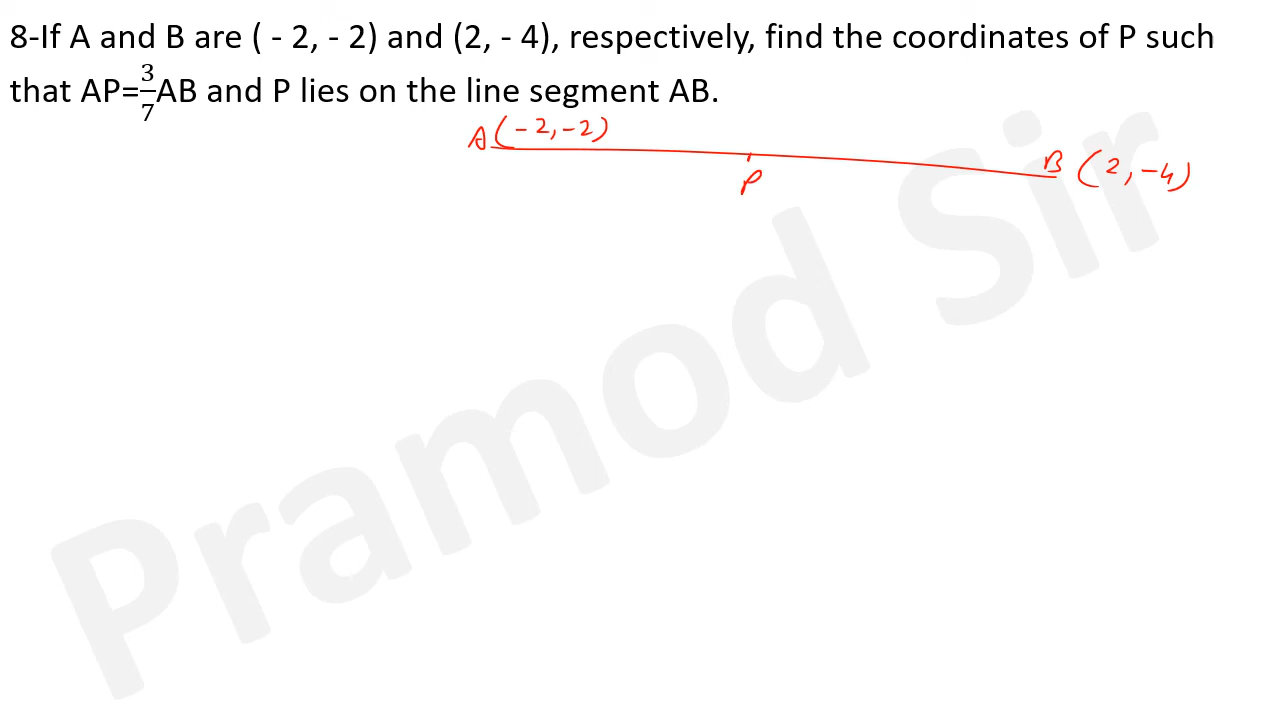 8-If A and B are ( - 2, - 2) and (2, - 4), respectively, find the coordinates of P such
that AP=3/7AB and P lies on the line segment AB.
A (-2,-2)
B (2,-4)
P
Pramod Sir